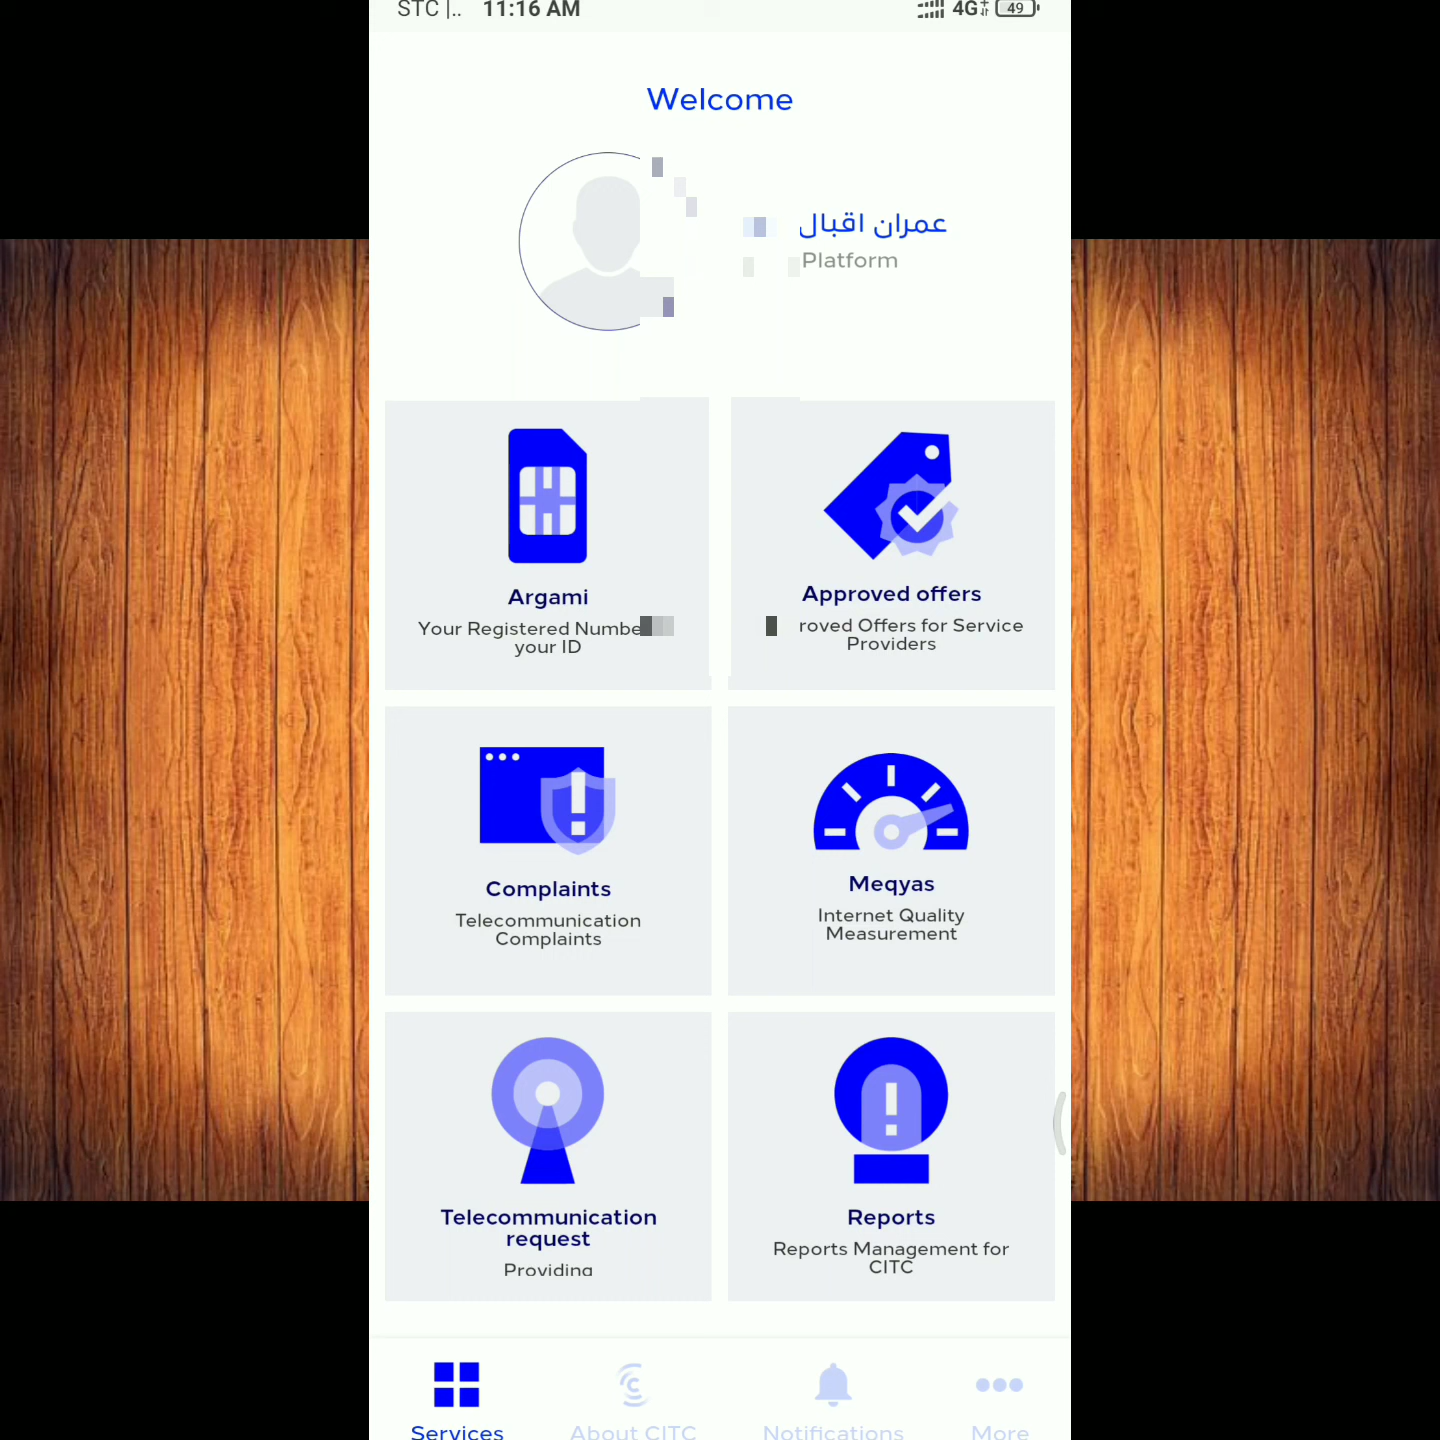 STC |.. 11:16 AM 4G 49
Welcome
عمران اقبال
Platform
Argami
Your Registered Numbe
your ID
Approved offers
roved Offers for Service
Providers
Complaints
Telecommunication
Complaints
Meqyas
Internet Quality
Measurement
Telecommunication
request
Providing
Reports
Reports Management for
CITC
Services About CITC Notifications More